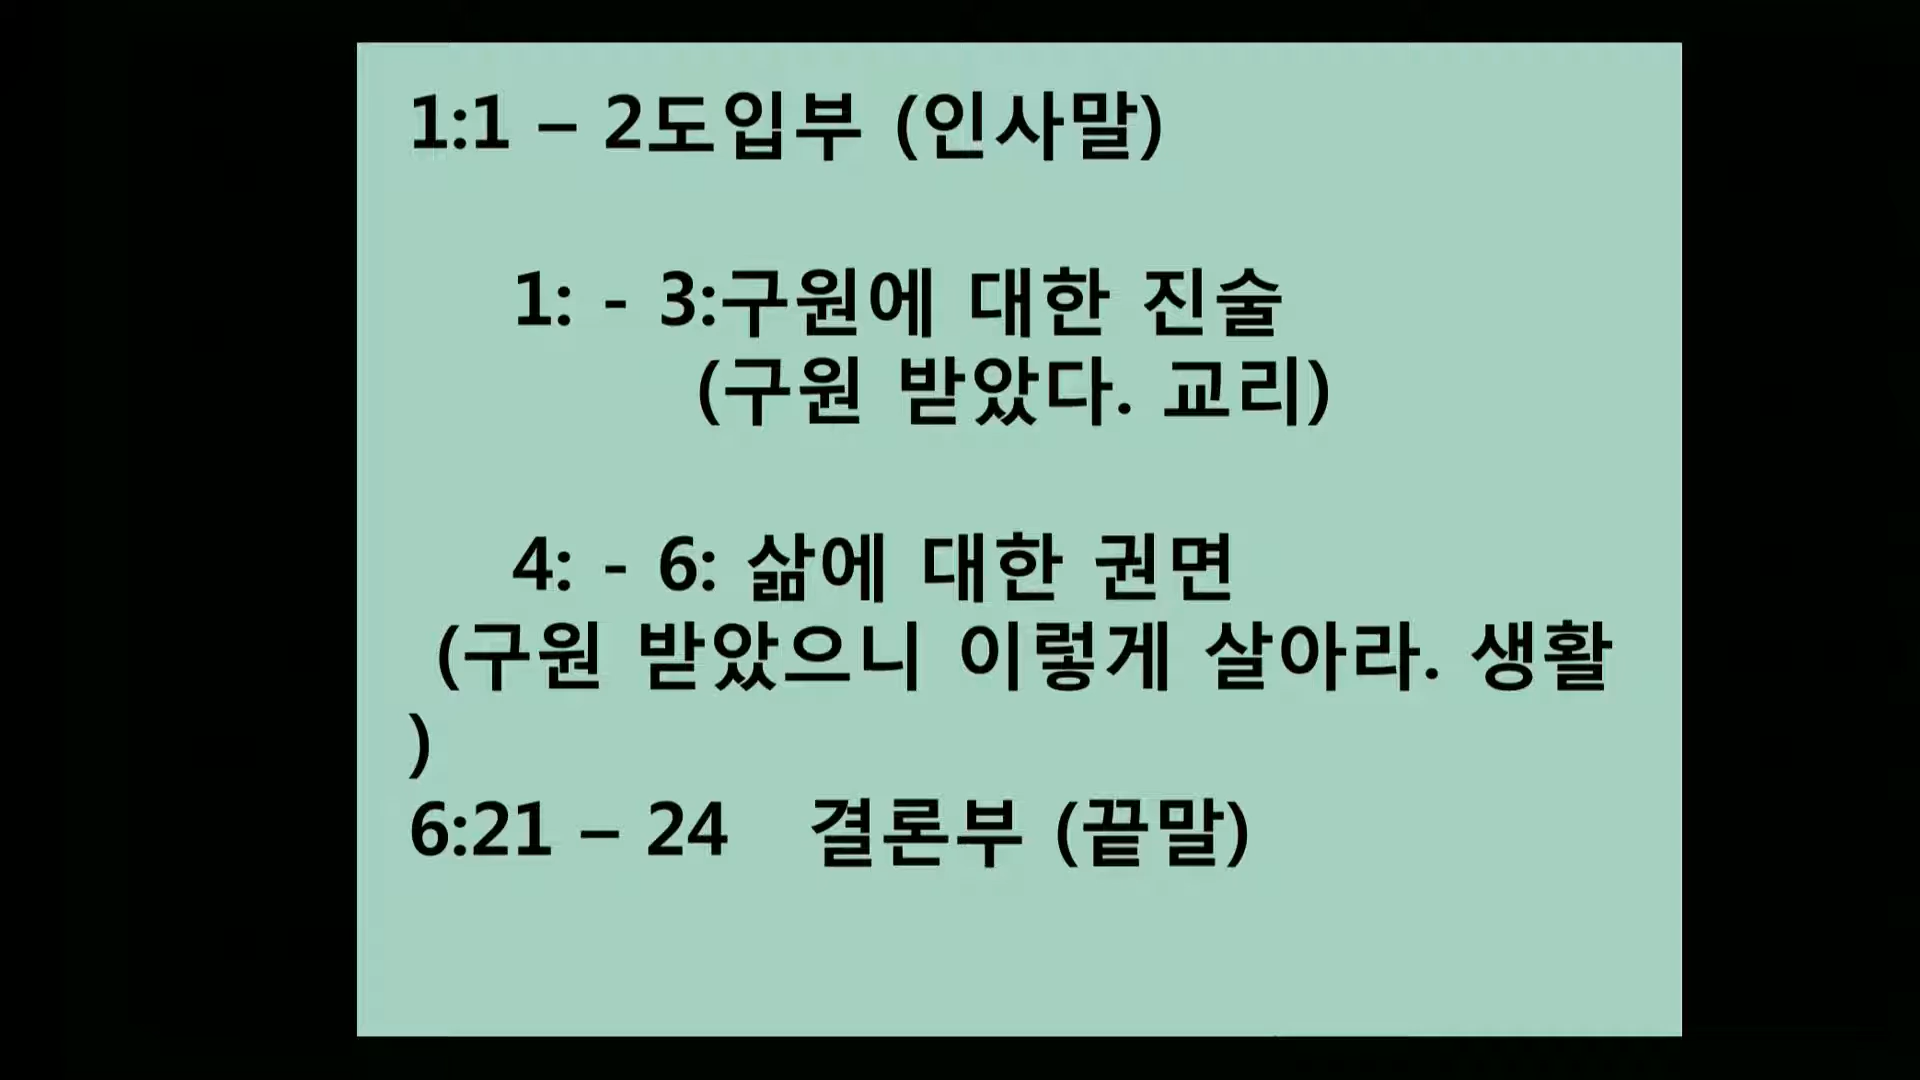 1:1 – 2도입부 (인사말)
1: - 3:구원에 대한 진술
(구원 받았다. 교리)
4: - 6: 삶에 대한 권면
(구원 받았으니 이렇게 살아라. 생활
)
6:21 – 24 결론부 (끝말)